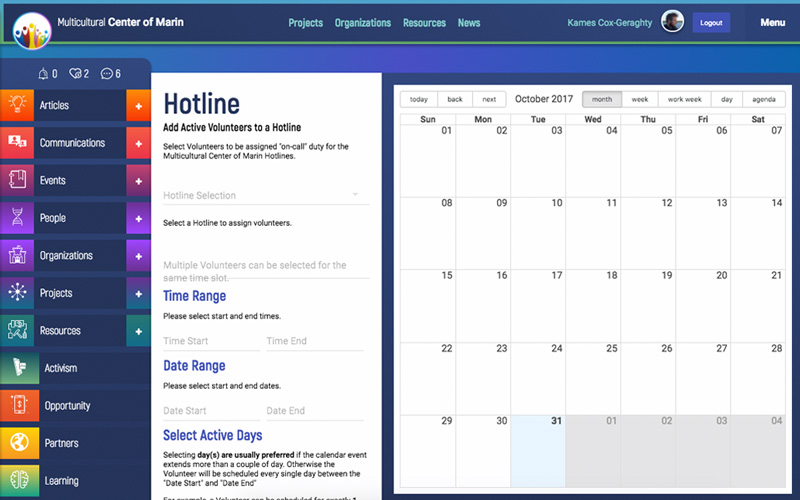 Multicultural Center of Marin
Projects Organizations Resources News
Kames Cox-Geraghty
Logout
Menu
0 2 6
Articles +
Communications +
Events +
People +
Organizations +
Projects +
Resources +
Activism
Opportunity
Partners
Learning
Hotline
Add Active Volunteers to a Hotline
Select Volunteers to be assigned "on-call" duty for the
Multicultural Center of Marin Hotlines.
Hotline Selection
Select a Hotline to assign volunteers.
Multiple Volunteers can be selected for the
same time slot.
Time Range
Please select start and end times.
Time Start Time End
Date Range
Please select start and end dates.
Date Start Date End
Select Active Days
Selecting day(s) are usually preferred if the calendar event
extends more than a couple of day. Otherwise the
Volunteer will be scheduled every single day between the
"Date Start" and "Date End"
For example, a Volunteer can be scheduled for exactly 1
today back next October 2017 month week work week day agenda
Sun Mon Tue Wed Thu Fri Sat
01 02 03 04 05 06 07
08 09 10 11 12 13 14
15 16 17 18 19 20 21
22 23 24 25 26 27 28
29 30 31 01 02 03 04